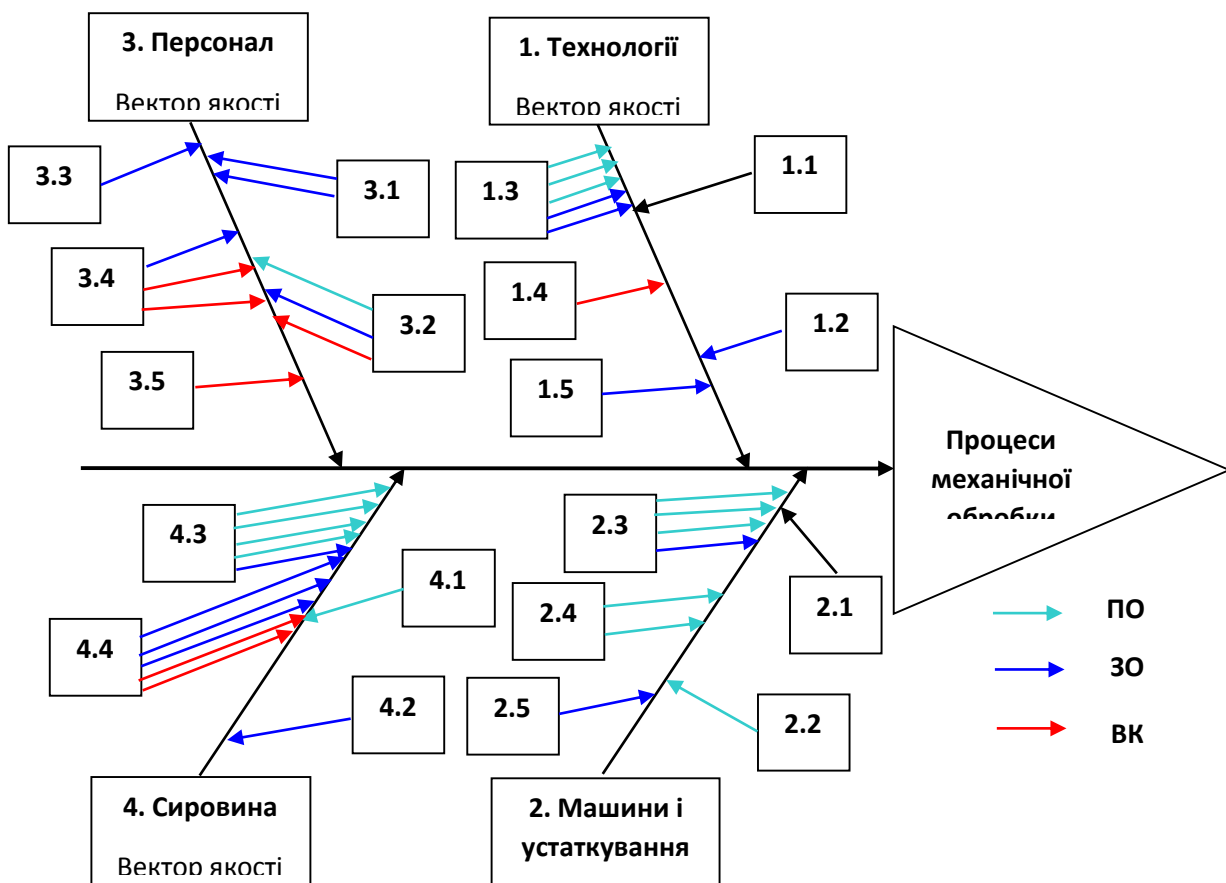 3. Персонал
Вектор якості
1. Технології
Вектор якості
3.3
3.1
1.3
1.1
3.4
3.2
1.4
1.2
3.5
1.5
Процеси
механічної
обробки
4.3
2.3
4.1
2.4
2.1
4.4
4.2
2.5
2.2
ПО
ЗО
ВК
4. Сировина
Вектор якості
2. Машини і
устаткування